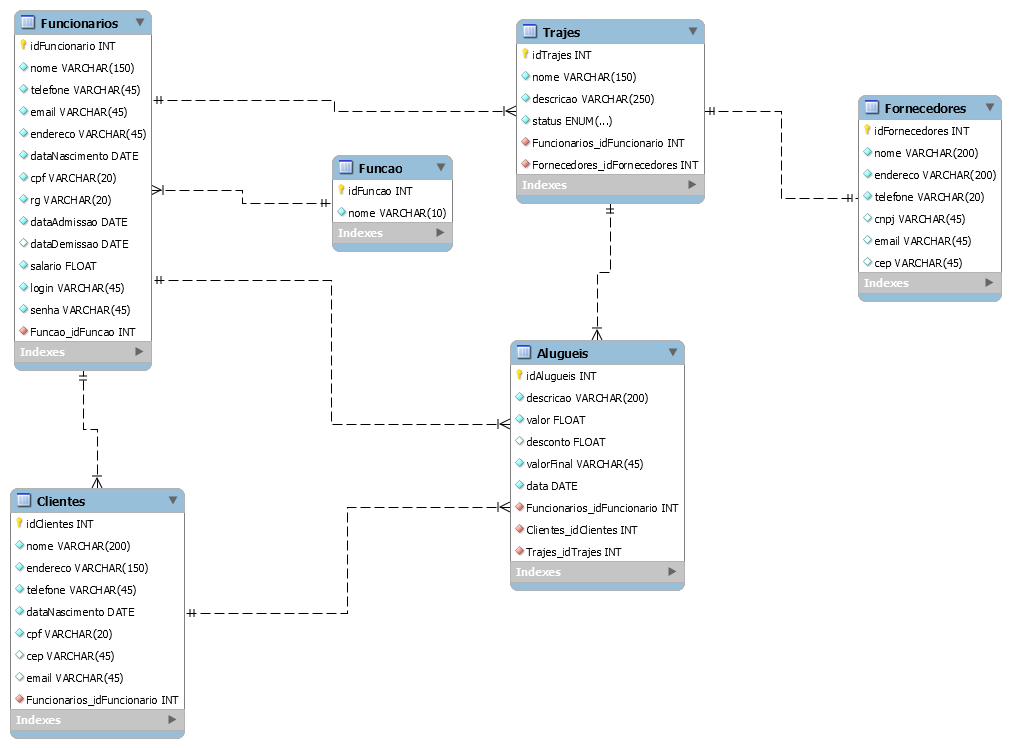 Funcionarios
idFuncionario INT
nome VARCHAR(150)
telefone VARCHAR(45)
email VARCHAR(45)
endereco VARCHAR(45)
dataNascimento DATE
cpf VARCHAR(20)
rg VARCHAR(20)
dataAdmissao DATE
dataDemissao DATE
salario FLOAT
login VARCHAR(45)
senha VARCHAR(45)
Funcao_idFuncao INT
Indexes
Funcao
idFuncao INT
nome VARCHAR(10)
Indexes
Trajes
idTrajes INT
nome VARCHAR(150)
descricao VARCHAR(250)
status ENUM(...)
Funcionarios_idFuncionario INT
Fornecedores_idFornecedores INT
Indexes
Fornecedores
idFornecedores INT
nome VARCHAR(200)
endereco VARCHAR(200)
telefone VARCHAR(20)
cnpj VARCHAR(45)
email VARCHAR(45)
cep VARCHAR(45)
Indexes
Alugueis
idAlugueis INT
descricao VARCHAR(200)
valor FLOAT
desconto FLOAT
valorFinal VARCHAR(45)
data DATE
Funcionarios_idFuncionario INT
Clientes_idClientes INT
Trajes_idTrajes INT
Indexes
Clientes
idClientes INT
nome VARCHAR(200)
endereco VARCHAR(150)
telefone VARCHAR(45)
dataNascimento DATE
cpf VARCHAR(20)
cep VARCHAR(45)
email VARCHAR(45)
Funcionarios_idFuncionario INT
Indexes